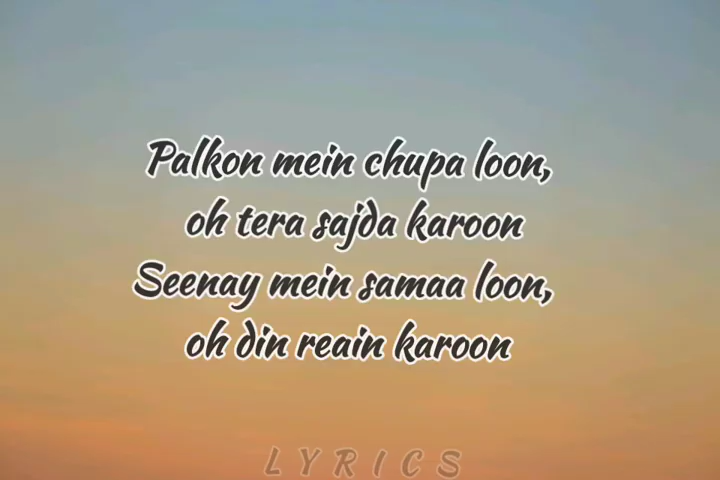 Palkon mein chupa loon,
oh tera sajda karoon
Seenay mein samaa loon,
oh din reain karoon
LYRICS